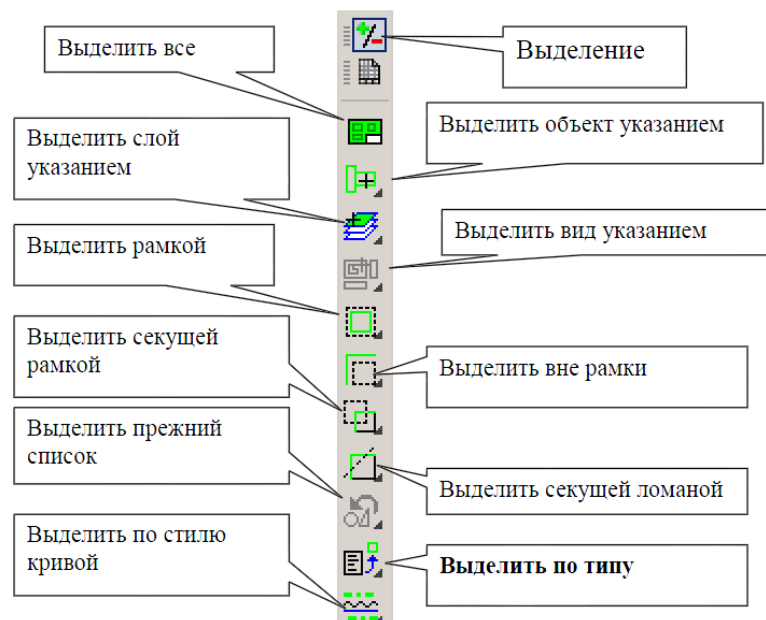 Выделить все
Выделение
Выделить объект указанием
Выделить слой
указанием
Выделить вид указанием
Выделить рамкой
Выделить секущей
рамкой
Выделить вне рамки
Выделить прежний
список
Выделить секущей ломаной
Выделить по стилю
кривой
Выделить по типу